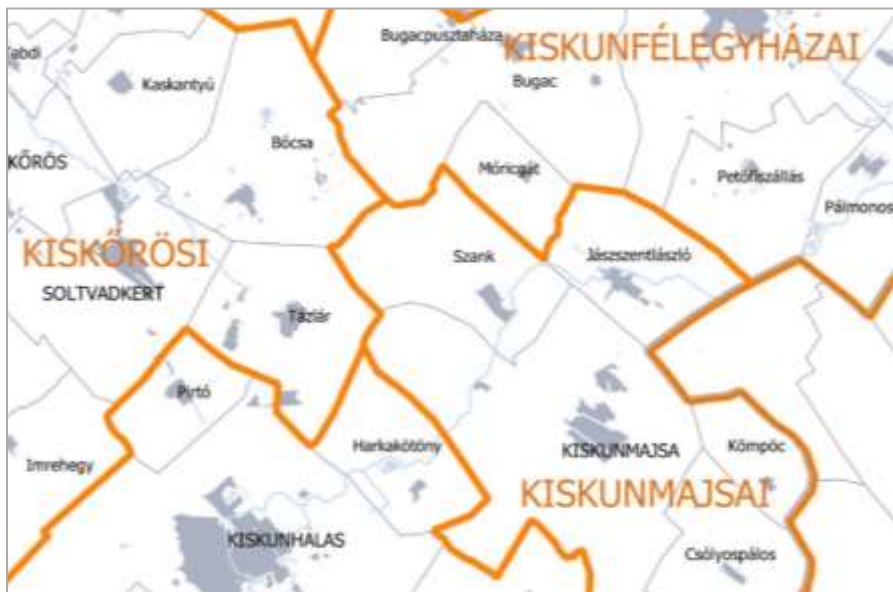 Bugacpusztaháza
KISKUNFÉLEGYHÁZAI
Kaskantyú
Bugac
Bócsa
KŐRÖS
Móricgát
Petőfiszállás
Pálmonos
KISKŐRÖSI
Szank
Jászszentlászló
SOLTVADKERT
Tázlár
Pirtó
Harkakötöny
KISKUNMAJSA
Kömpöc
Imrehegy
KISKUNMAJSAI
KISKUNHALAS
Csólyospálos